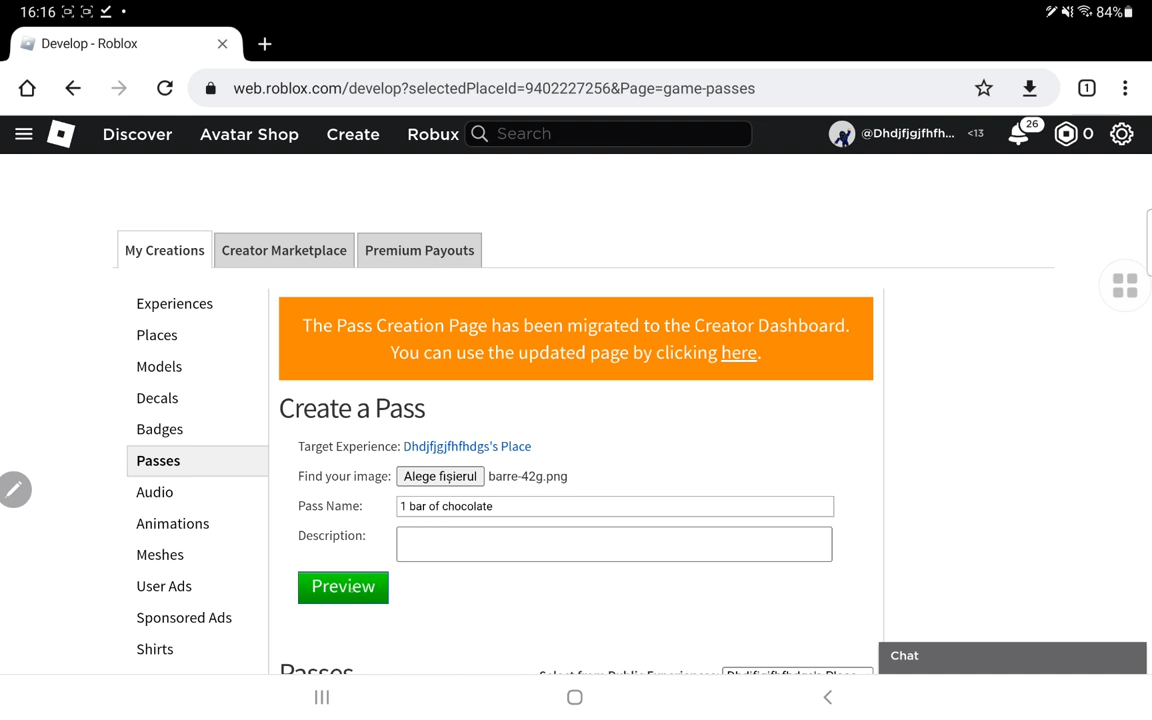 16:16
84%
Develop - Roblox
web.roblox.com/develop?selectedPlaceId=9402227256&Page=game-passes
1
Discover Avatar Shop Create Robux Search @Dhdjfjgjfhfh... <13 26 0
My Creations Creator Marketplace Premium Payouts
Experiences
Places
Models
Decals
Badges
Passes
Audio
Animations
Meshes
User Ads
Sponsored Ads
Shirts
The Pass Creation Page has been migrated to the Creator Dashboard.
You can use the updated page by clicking here.
Create a Pass
Target Experience: Dhdjfjgjfhfhdgs's Place
Find your image: Alege fișierul barre-42g.png
Pass Name: 1 bar of chocolate
Description:
Preview
Passes Select from Public Experiences: Dhdjfjgjfhfhdgs's Place
Chat